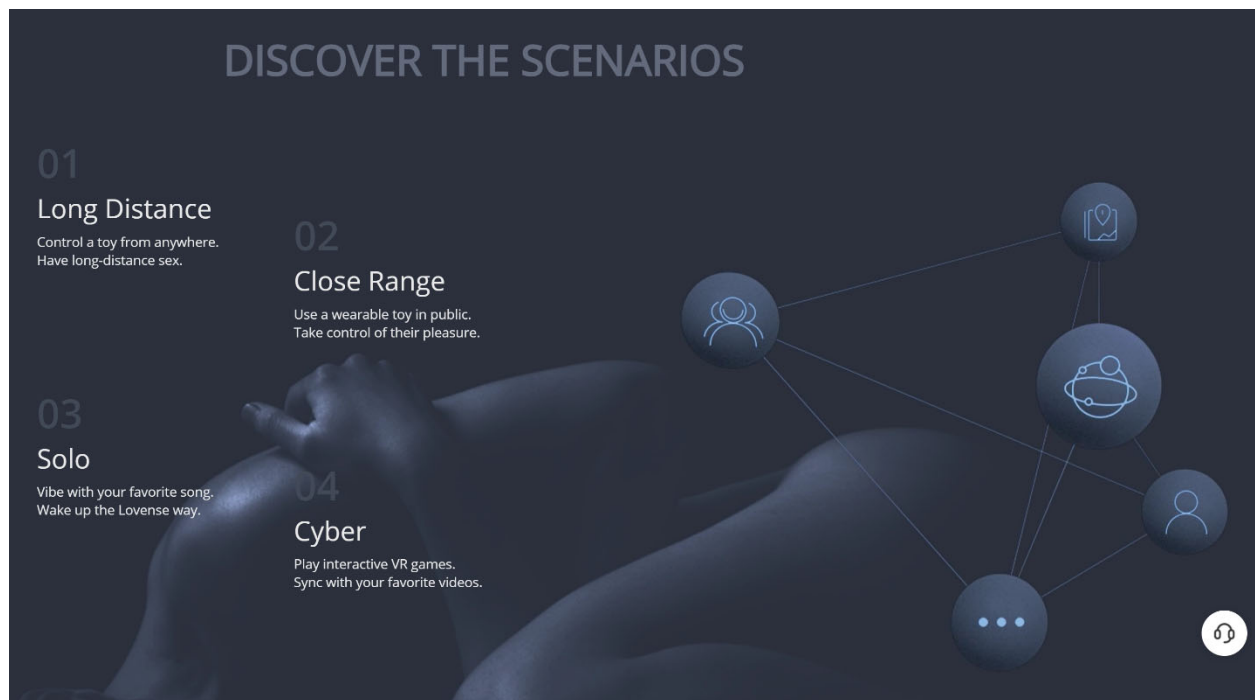 DISCOVER THE SCENARIOS
01
Long Distance
Control a toy from anywhere.
Have long-distance sex.
02
Close Range
Use a wearable toy in public.
Take control of their pleasure.
03
Solo
Vibe with your favorite song.
Wake up the Lovense way.
04
Cyber
Play interactive VR games.
Sync with your favorite videos.